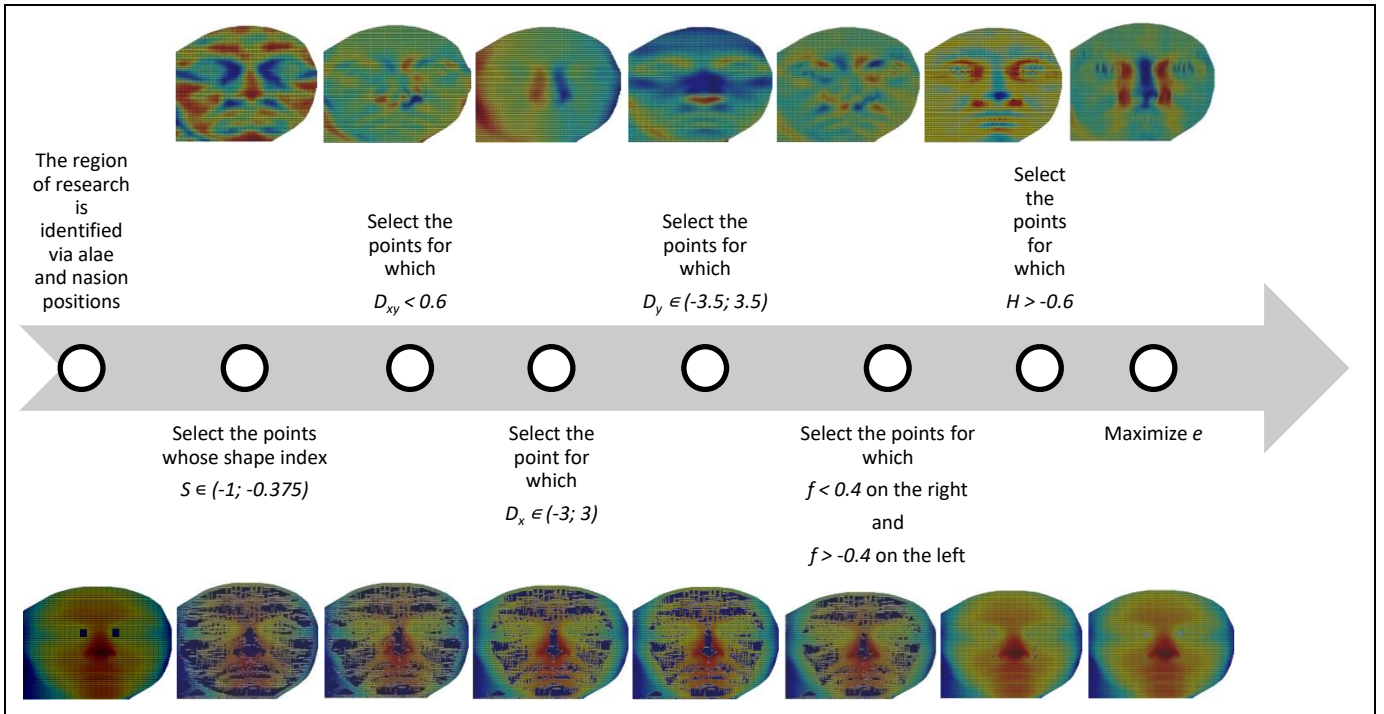 The region
of research
is
identified
via alae
and nasion
positions
Select the points
whose shape index
S ∈ (-1; -0.375)
Select the
points for
which
Dxy < 0.6
Select the
point for
which
Dx ∈ (-3; 3)
Select the
points for
which
Dy ∈ (-3.5; 3.5)
Select the points for
which
f < 0.4 on the right
and
f > -0.4 on the left
Select
the
points
for
which
H > -0.6
Maximize e